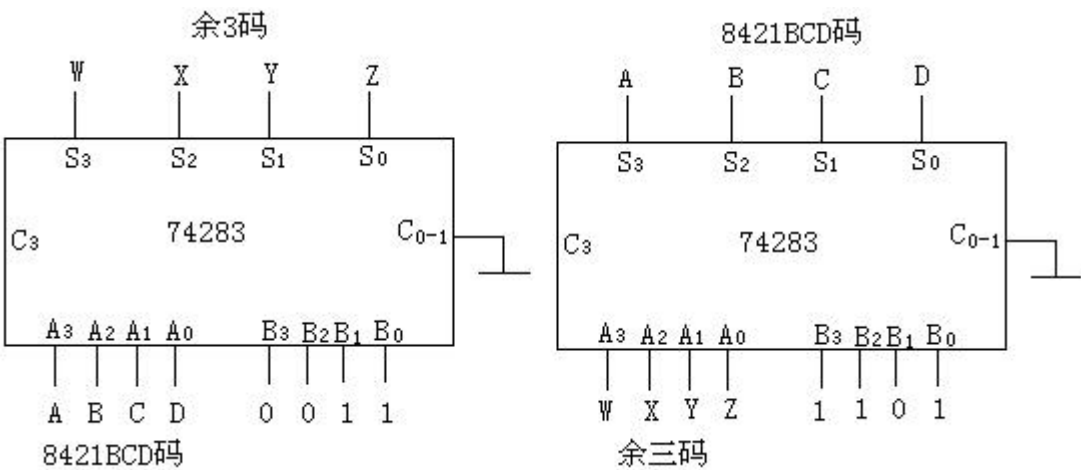 余3码
W X Y Z
S3 S2 S1 S0
C3 74283 C0-1
A3 A2 A1 A0 B3 B2 B1 B0
A B C D 0 0 1 1
8421BCD码
8421BCD码
A B C D
S3 S2 S1 S0
C3 74283 C0-1
A3 A2 A1 A0 B3 B2 B1 B0
W X Y Z 1 1 0 1
余三码